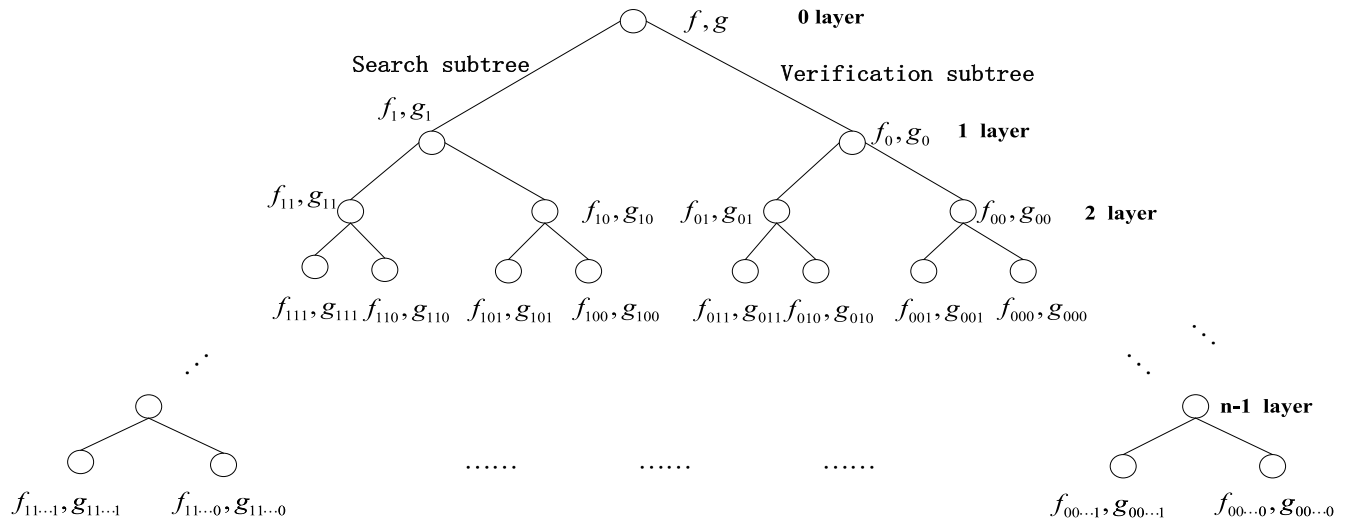 f, g 0 layer
Search subtree Verification subtree
f₁, g₁ f₀, g₀ 1 layer
f₁₁, g₁₁ f₁₀, g₁₀ f₀₁, g₀₁ f₀₀, g₀₀ 2 layer
f₁₁₁, g₁₁₁ f₁₁₀, g₁₁₀ f₁₀₁, g₁₀₁ f₁₀₀, g₁₀₀ f₀₁₁, g₀₁₁ f₀₁₀, g₀₁₀ f₀₀₁, g₀₀₁ f₀₀₀, g₀₀₀
n-1 layer
…… …… ……
f₁₁…₁, g₁₁…₁ f₁₁…₀, g₁₁…₀ f₀₀…₁, g₀₀…₁ f₀₀…₀, g₀₀…₀